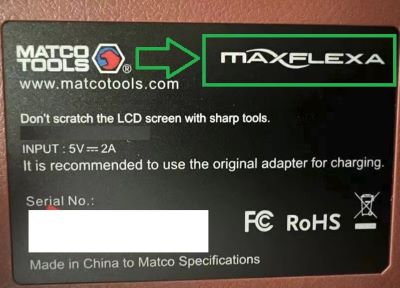 MATCO TOOLS® MAXFLEXA
www.matcotools.com
Don't scratch the LCD screen with sharp tools.
INPUT : 5V⎓2A
It is recommended to use the original adapter for charging.
Serial No.:
FC RoHS
Made in China to Matco Specifications